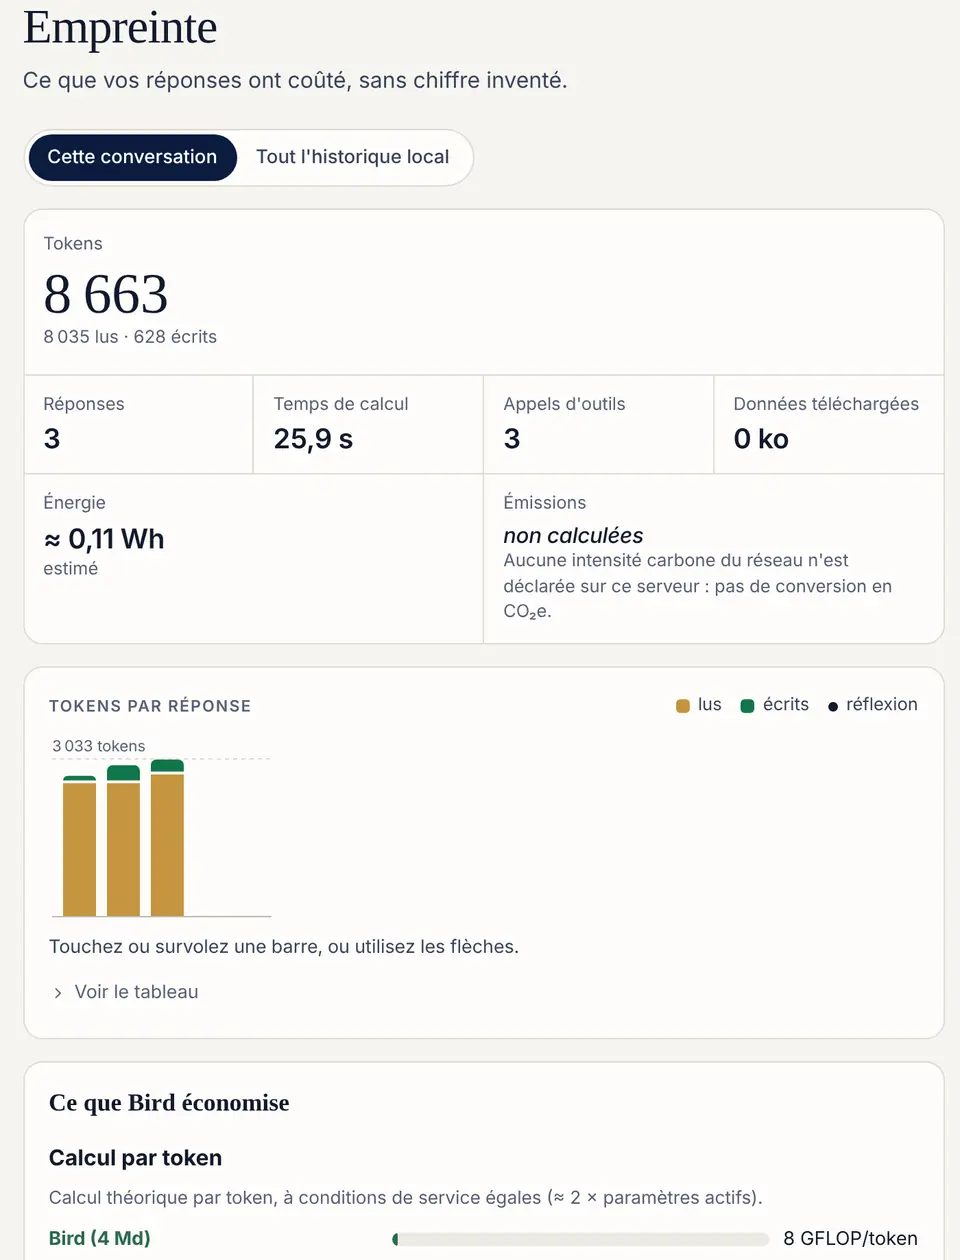 Empreinte
Ce que vos réponses ont coûté, sans chiffre inventé.
Cette conversation
Tout l'historique local
Tokens
8 663
8 035 lus · 628 écrits
Réponses
3
Temps de calcul
25,9 s
Appels d'outils
3
Données téléchargées
0 ko
Énergie
≈ 0,11 Wh
estimé
Émissions
non calculées
Aucune intensité carbone du réseau n'est
déclarée sur ce serveur : pas de conversion en
CO₂e.
TOKENS PAR RÉPONSE
lus
écrits
réflexion
3 033 tokens
Touchez ou survolez une barre, ou utilisez les flèches.
Voir le tableau
Ce que Bird économise
Calcul par token
Calcul théorique par token, à conditions de service égales (≈ 2 × paramètres actifs).
Bird (4 Md)
8 GFLOP/token